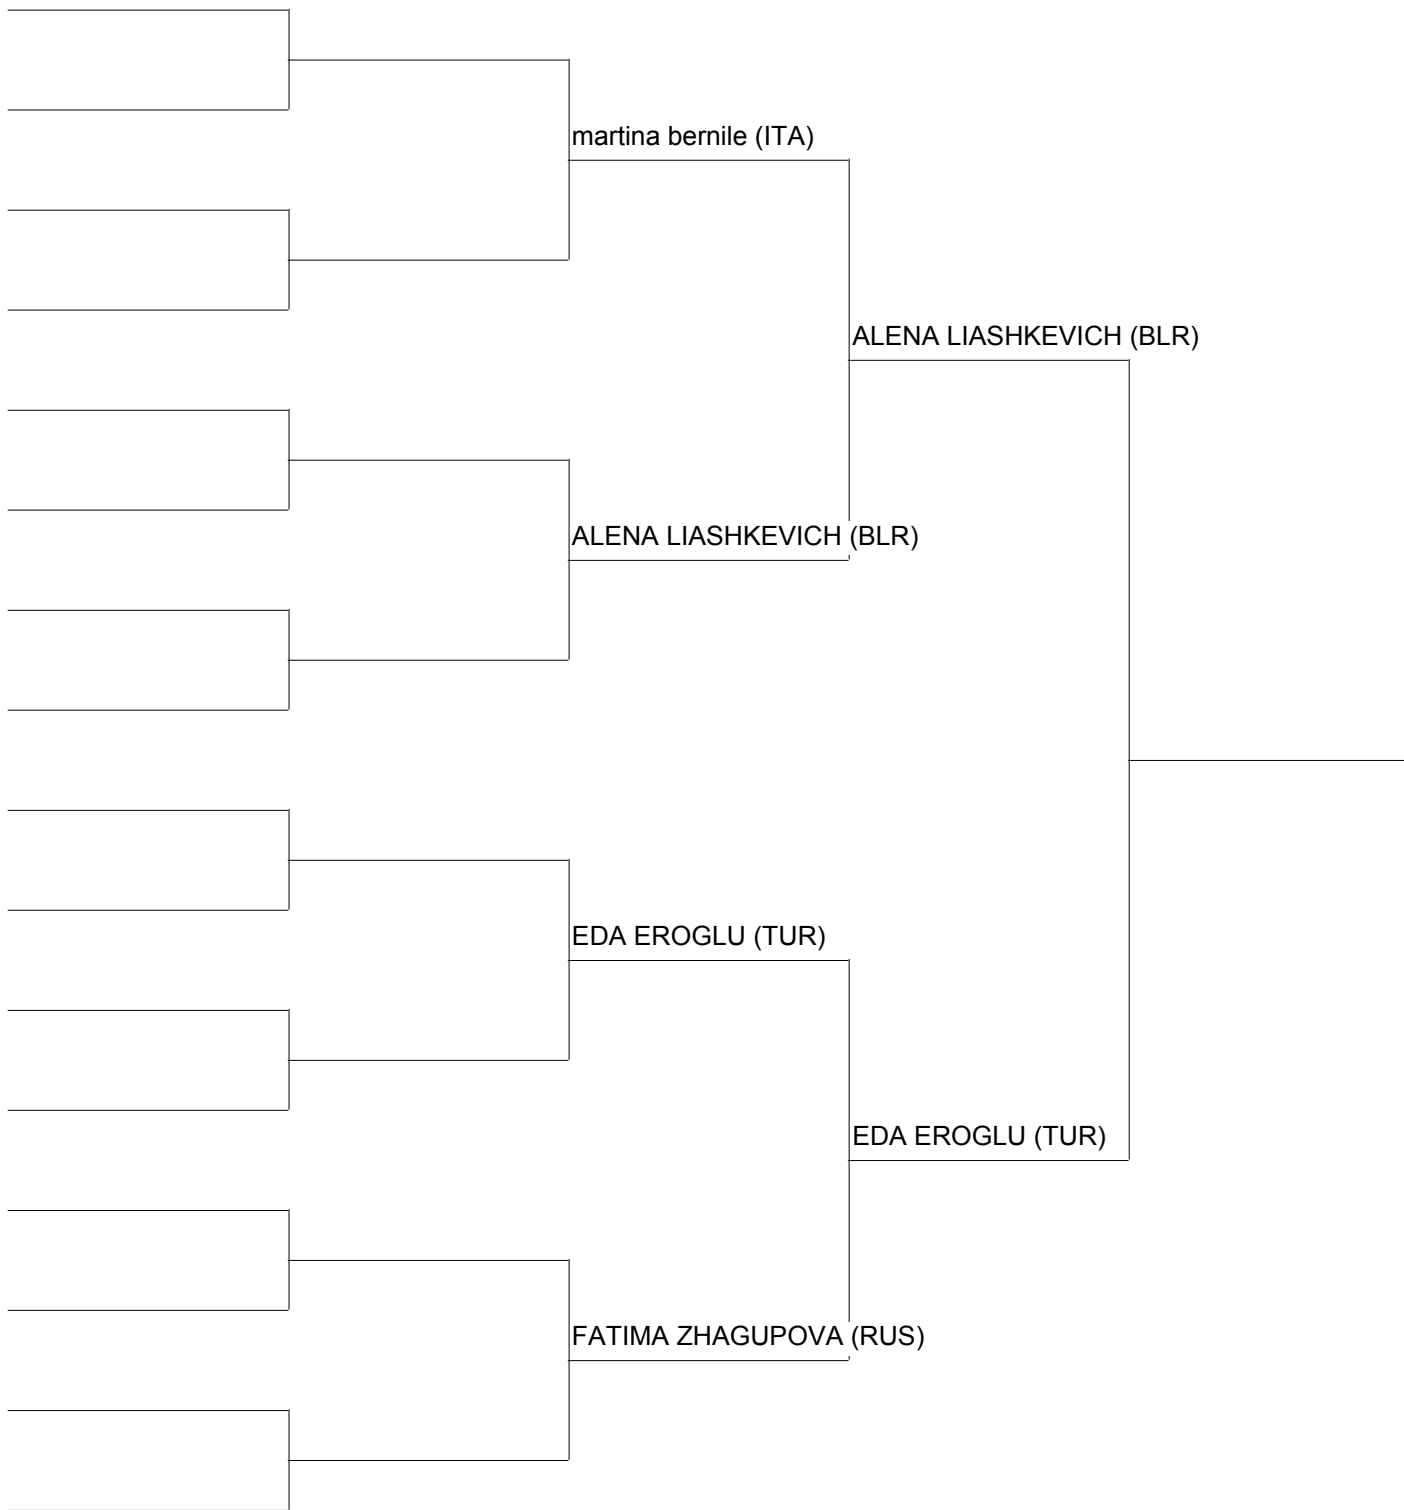 martina bernile (ITA)
ALENA LIASHKEVICH (BLR)
ALENA LIASHKEVICH (BLR)
EDA EROGLU (TUR)
EDA EROGLU (TUR)
FATIMA ZHAGUPOVA (RUS)